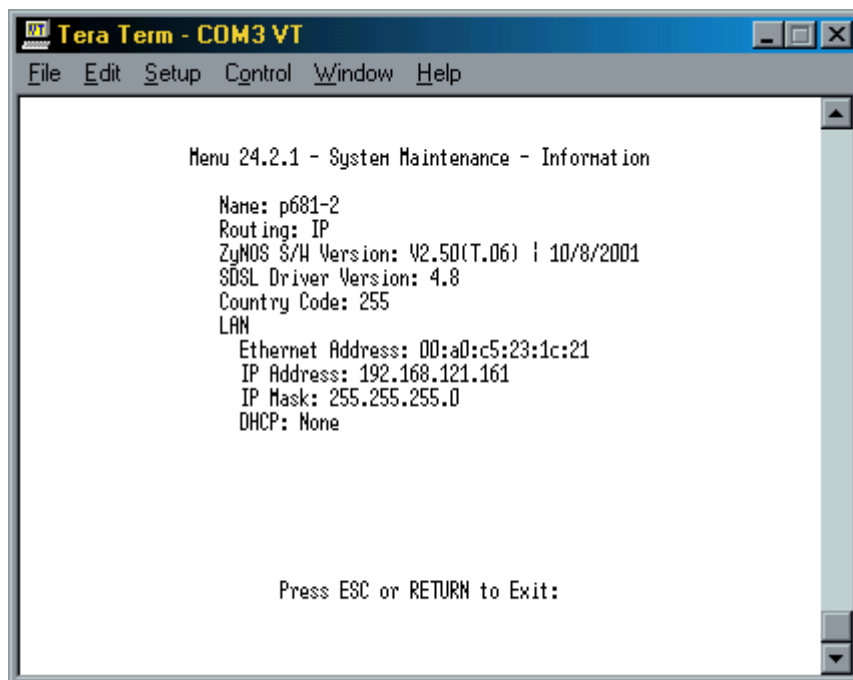 Tera Term - COM3 VT
File Edit Setup Control Window Help
Menu 24.2.1 - System Maintenance - Information
Name: p681-2
Routing: IP
ZyNOS S/W Version: V2.50(T.06) | 10/8/2001
SDSL Driver Version: 4.8
Country Code: 255
LAN
Ethernet Address: 00:a0:c5:23:1c:21
IP Address: 192.168.121.161
IP Mask: 255.255.255.0
DHCP: None
Press ESC or RETURN to Exit: